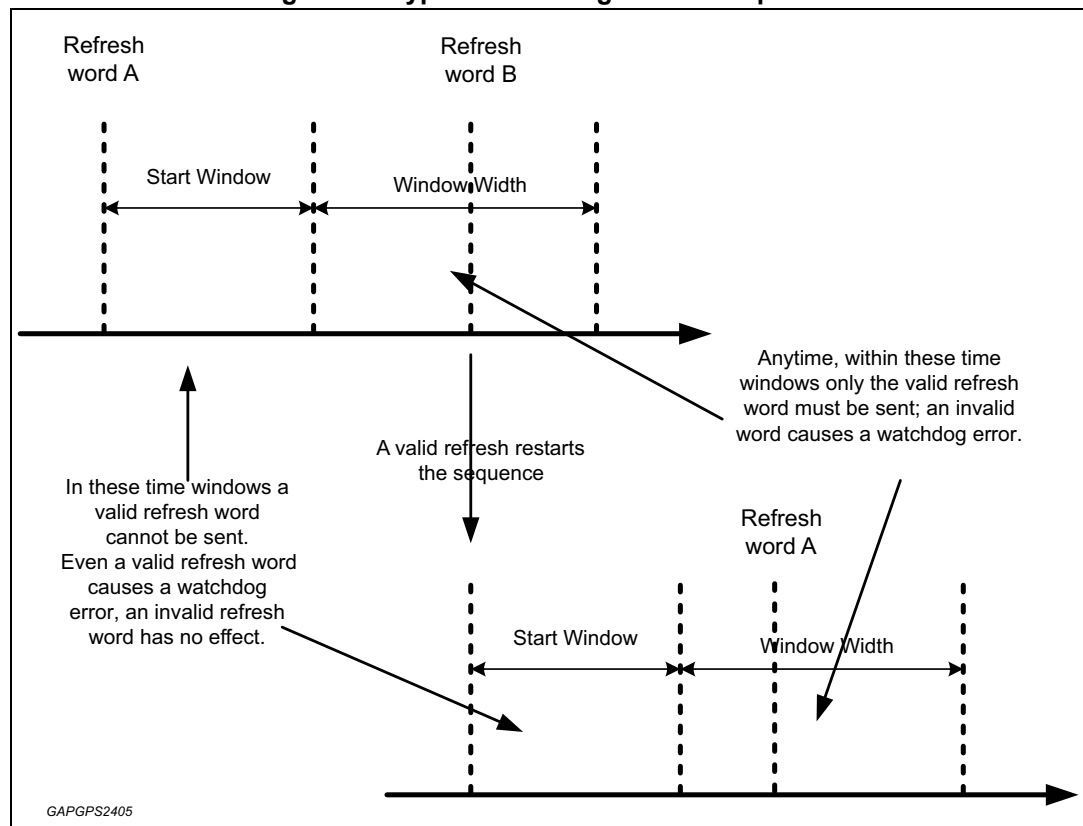 Refresh
word A
Refresh
word B
Start Window
Window Width
Anytime, within these time
windows only the valid refresh
word must be sent; an invalid
word causes a watchdog error.
A valid refresh restarts
the sequence
In these time windows a
valid refresh word
cannot be sent.
Even a valid refresh word
causes a watchdog
error, an invalid refresh
word has no effect.
Refresh
word A
Start Window
Window Width
GAPGPS2405